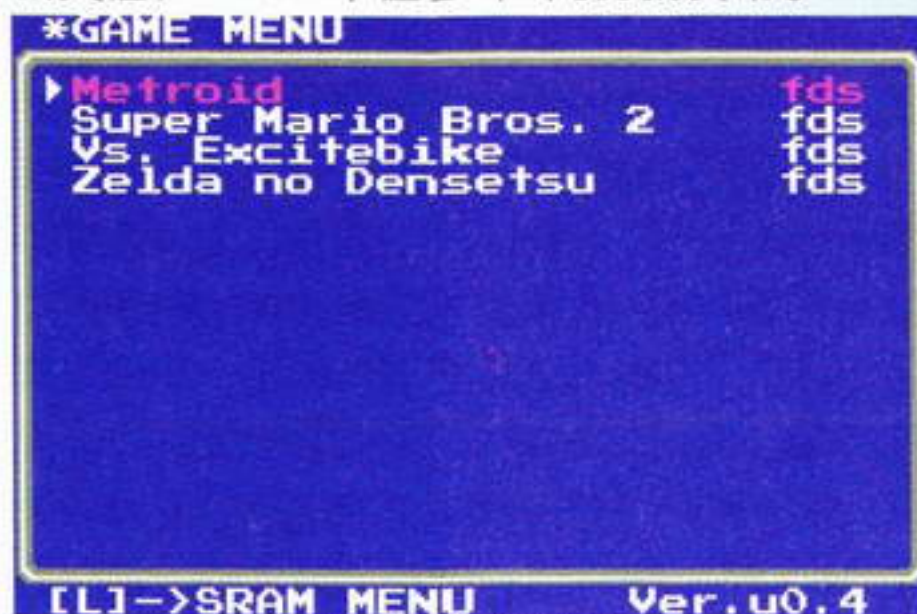 *GAME MENU
Metroid fds
Super Mario Bros. 2 fds
Vs. Excitebike fds
Zelda no Densetsu fds
[L]->SRAM MENU Ver.u0.4